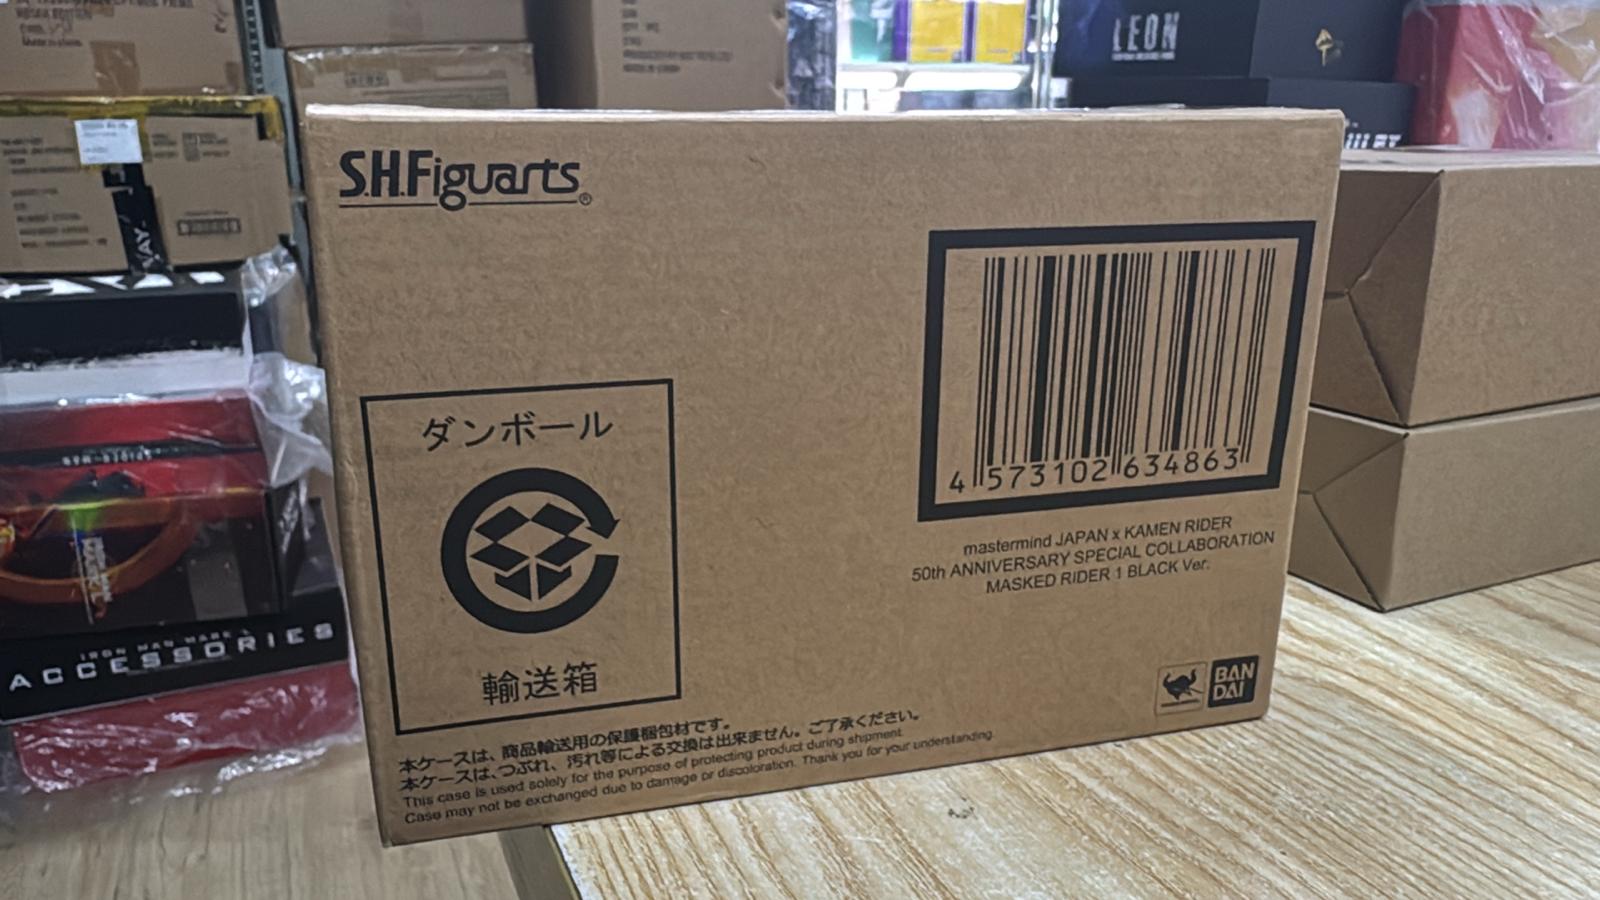 S.H.Figuarts®
ダンボール
輸送箱
4 573102 634863
mastermind JAPAN x KAMEN RIDER
50th ANNIVERSARY SPECIAL COLLABORATION
MASKED RIDER 1 BLACK Ver.
BAN
DAI
本ケースは、商品輸送用の保護梱包材です。
本ケースは、つぶれ、汚れ等による交換は出来ません。ご了承ください。
This case is used solely for the purpose of protecting product during shipment.
Case may not be exchanged due to damage or discoloration. Thank you for your understanding.
LEON
IRON MAN MARK
ACCESSORIES